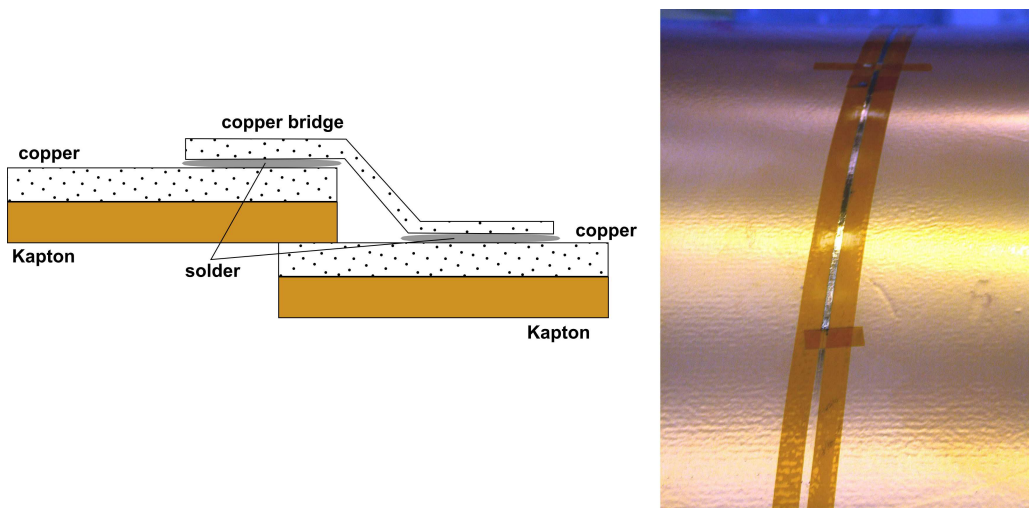 copper bridge
copper
copper
Kapton
solder
Kapton